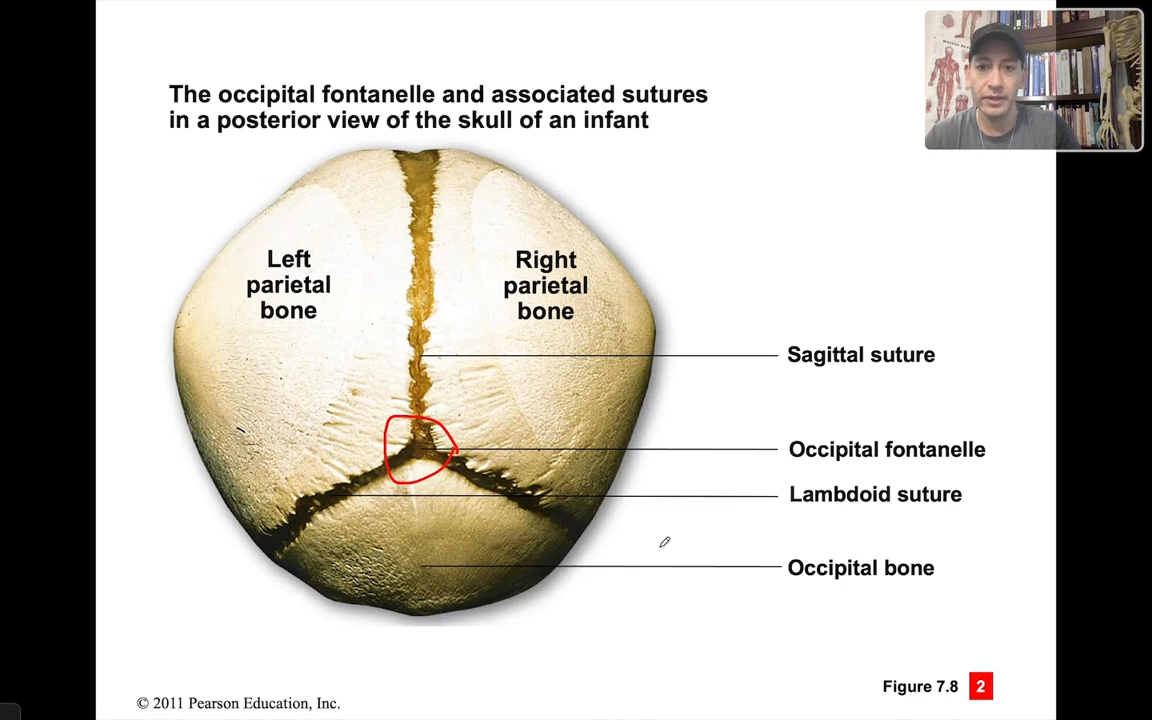 The occipital fontanelle and associated sutures
in a posterior view of the skull of an infant
Left
parietal
bone
Right
parietal
bone
Sagittal suture
Occipital fontanelle
Lambdoid suture
Occipital bone
Figure 7.8 2
© 2011 Pearson Education, Inc.